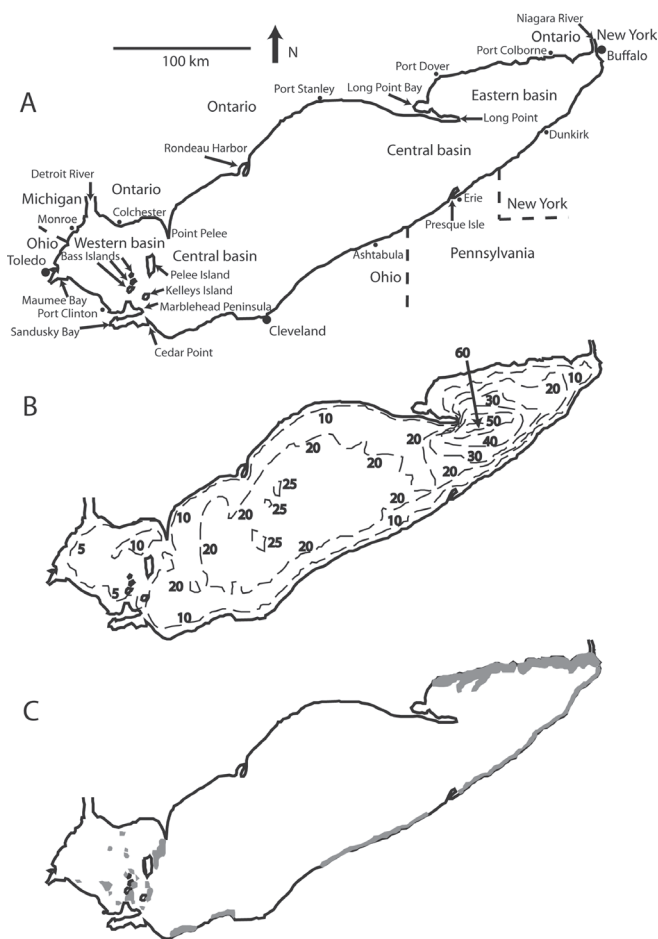 Niagara River
Ontario
New York
Port Colborne
Buffalo
N
100 km
Port Dover
A
Long Point Bay
Eastern basin
Port Stanley
Ontario
Long Point
Dunkirk
Rondeau Harbor
Central basin
Detroit River
Michigan
Ontario
Erie
New York
Monroe
Colchester
Point Pelee
Presque Isle
Ohio
Western basin
Central basin
Bass Islands
Toledo
Pelee Island
Ashtabula
Pennsylvania
Ohio
Kelleys Island
Maumee Bay
Marblehead Peninsula
Port Clinton
Sandusky Bay
Cleveland
Cedar Point
60
B
10
20
30
10
50
20
20
40
20
30
20
25
20
25
20
10
10
5
10
20
25
20
20
5
10
C